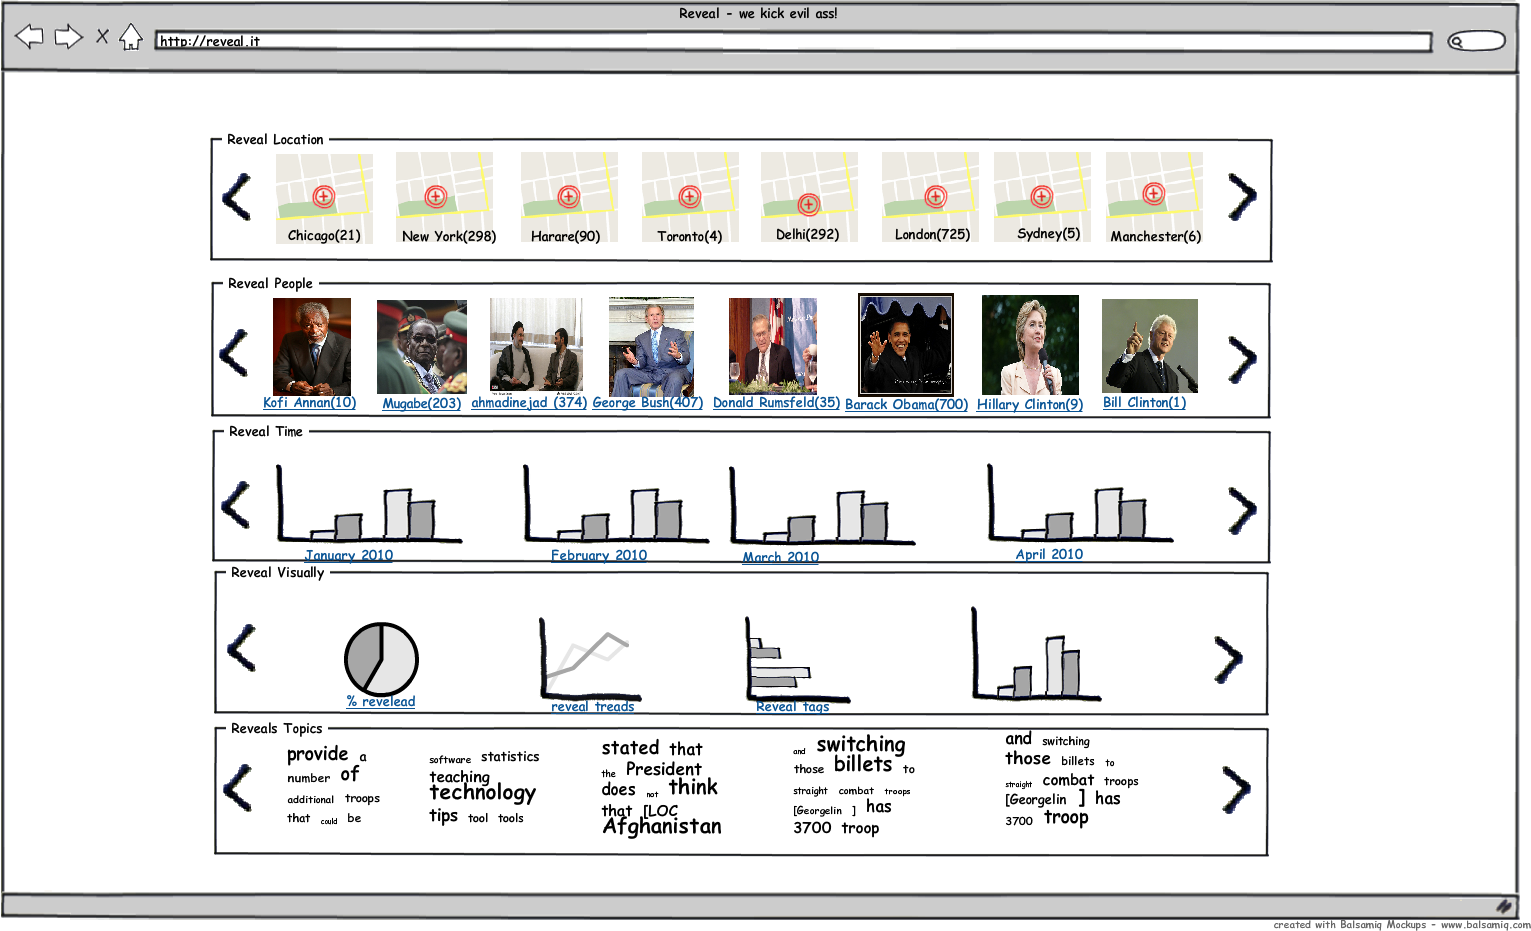 Reveal - we kick evil ass!
X
http://reveal.it
Reveal Location
Chicago(21) New York(298) Harare(90) Toronto(4) Delhi(292) London(725) Sydney(5) Manchester(6)
Reveal People
Kofi Annan(10) Mugabe(203) ahmadinejad (374) George Bush(407) Donald Rumsfeld(35) Barack Obama(700) Hillary Clinton(9) Bill Clinton(1)
Reveal Time
January 2010 February 2010 March 2010 April 2010
Reveal Visually
% revelead reveal treads Reveal tags
Reveals Topics
provide a
number of
additional troops
that could be
software statistics
teaching
technology
tips tool tools
stated that
the President
does not think
that [LOC
Afghanistan
and switching
those billets to
straight combat troops
[Georgelin ] has
3700 troop
and switching
those billets to
straight combat troops
[Georgelin ] has
3700 troop
created with Balsamiq Mockups - www.balsamiq.com